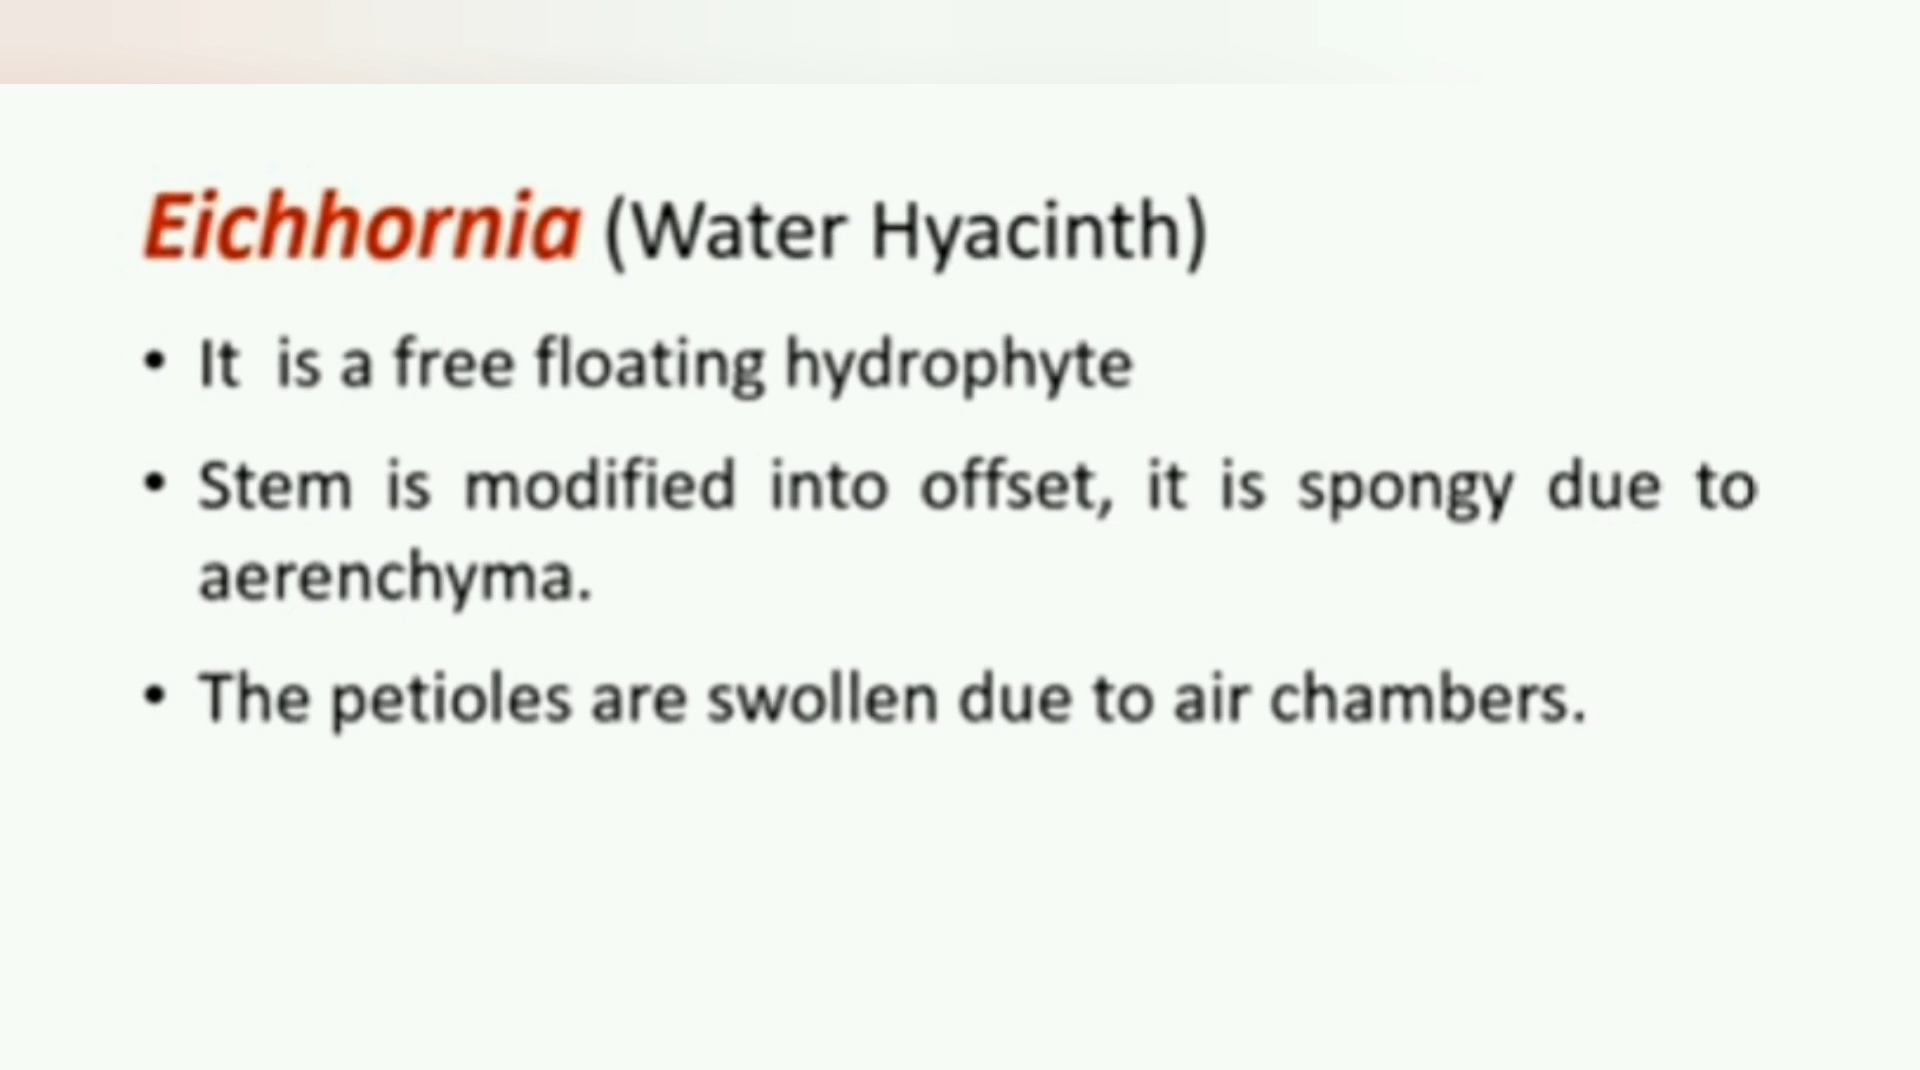 Eichhornia (Water Hyacinth)
• It is a free floating hydrophyte
• Stem is modified into offset, it is spongy due to
aerenchyma.
• The petioles are swollen due to air chambers.